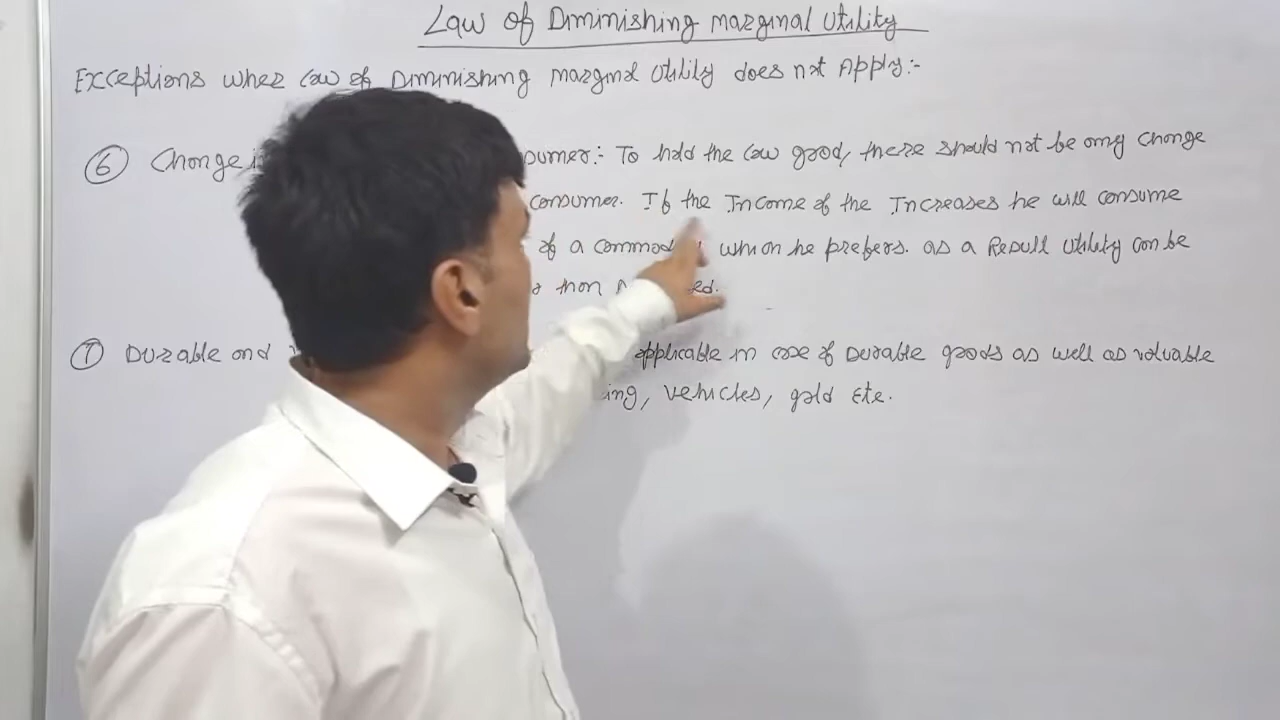 Law of Diminishing Marginal Utility
Exceptions where Law of Diminishing Marginal Utility does not Apply:-
⑥ Change i sumer:- To hold the law good, there should not be any change
consumer. If the Income of the Increases he will consume
of a commod which he prefers. as a Result Utility can be
than ed.
⑦ Durable and applicable in case of Durable goods as well as valuable
ing, vehicles, gold Etc.